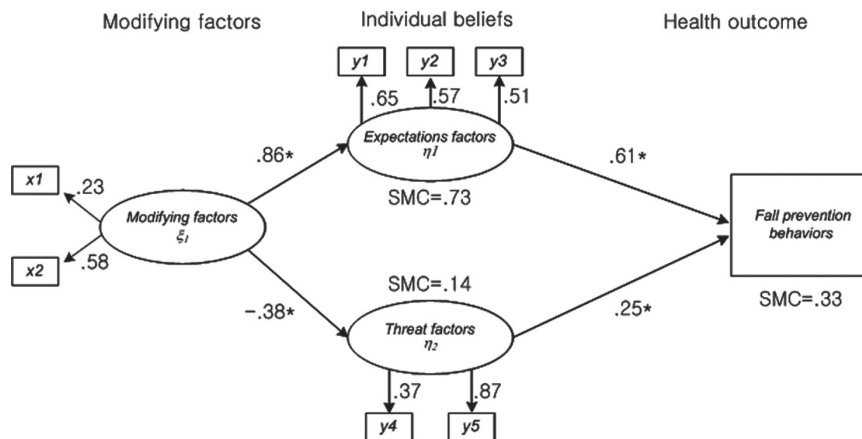 Modifying factors
Individual beliefs
Health outcome
y1
y2
y3
.65
.57
.51
Expectations factors
η1
SMC=.73
.86*
.61*
x1
.23
x2
.58
Modifying factors
ξ1
Fall prevention
behaviors
SMC=.33
SMC=.14
-.38*
.25*
Threat factors
η2
.37
.87
y4
y5